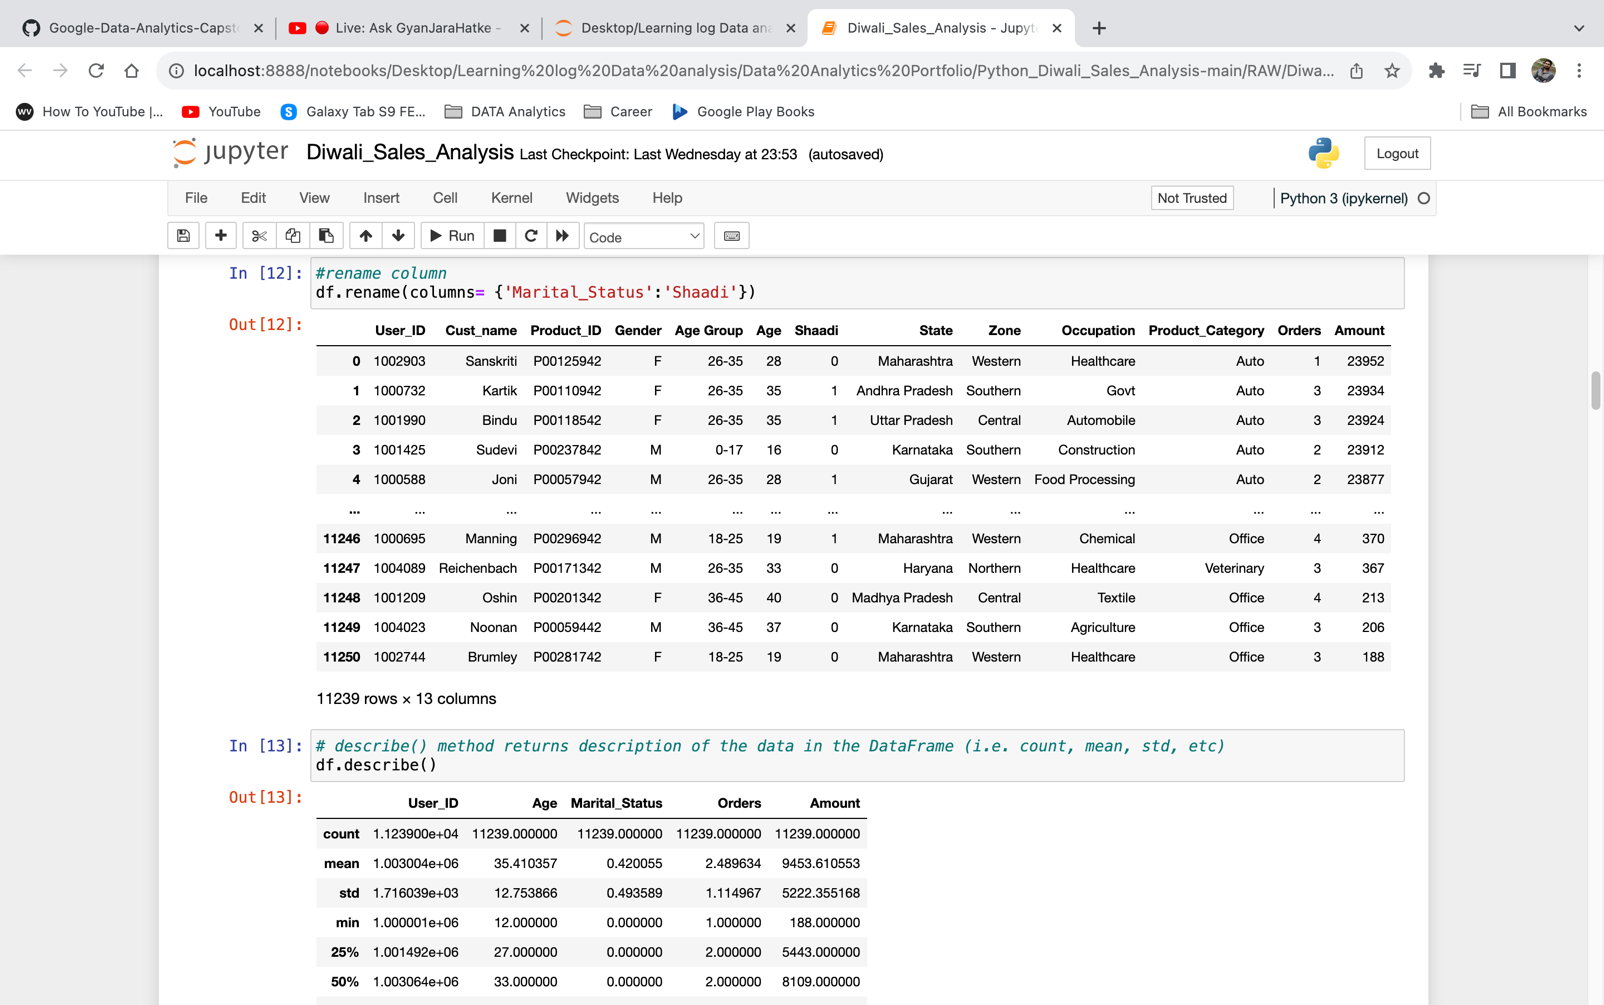 Google-Data-Analytics-Capst
Live: Ask GyanJaraHatke -
Desktop/Learning log Data ana
Diwali_Sales_Analysis - Jupyt
localhost:8888/notebooks/Desktop/Learning%20log%20Data%20analysis/Data%20Analytics%20Portfolio/Python_Diwali_Sales_Analysis-main/RAW/Diwa...
How To YouTube |... YouTube Galaxy Tab S9 FE... DATA Analytics Career Google Play Books All Bookmarks
jupyter Diwali_Sales_Analysis Last Checkpoint: Last Wednesday at 23:53 (autosaved) Logout
File Edit View Insert Cell Kernel Widgets Help Not Trusted Python 3 (ipykernel)
Run Code
In [12]: #rename column
df.rename(columns= {'Marital_Status':'Shaadi'})
Out[12]:
User_ID Cust_name Product_ID Gender Age Group Age Shaadi State Zone Occupation Product_Category Orders Amount
0 1002903 Sanskriti P00125942 F 26-35 28 0 Maharashtra Western Healthcare Auto 1 23952
1 1000732 Kartik P00110942 F 26-35 35 1 Andhra Pradesh Southern Govt Auto 3 23934
2 1001990 Bindu P00118542 F 26-35 35 1 Uttar Pradesh Central Automobile Auto 3 23924
3 1001425 Sudevi P00237842 M 0-17 16 0 Karnataka Southern Construction Auto 2 23912
4 1000588 Joni P00057942 M 26-35 28 1 Gujarat Western Food Processing Auto 2 23877
... ... ... ... ... ... ... ... ... ... ... ... ... ...
11246 1000695 Manning P00296942 M 18-25 19 1 Maharashtra Western Chemical Office 4 370
11247 1004089 Reichenbach P00171342 M 26-35 33 0 Haryana Northern Healthcare Veterinary 3 367
11248 1001209 Oshin P00201342 F 36-45 40 0 Madhya Pradesh Central Textile Office 4 213
11249 1004023 Noonan P00059442 M 36-45 37 0 Karnataka Southern Agriculture Office 3 206
11250 1002744 Brumley P00281742 F 18-25 19 0 Maharashtra Western Healthcare Office 3 188
11239 rows × 13 columns
In [13]: # describe() method returns description of the data in the DataFrame (i.e. count, mean, std, etc)
df.describe()
Out[13]:
User_ID Age Marital_Status Orders Amount
count 1.123900e+04 11239.000000 11239.000000 11239.000000 11239.000000
mean 1.003004e+06 35.410357 0.420055 2.489634 9453.610553
std 1.716039e+03 12.753866 0.493589 1.114967 5222.355168
min 1.000001e+06 12.000000 0.000000 1.000000 188.000000
25% 1.001492e+06 27.000000 0.000000 2.000000 5443.000000
50% 1.003064e+06 33.000000 0.000000 2.000000 8109.000000